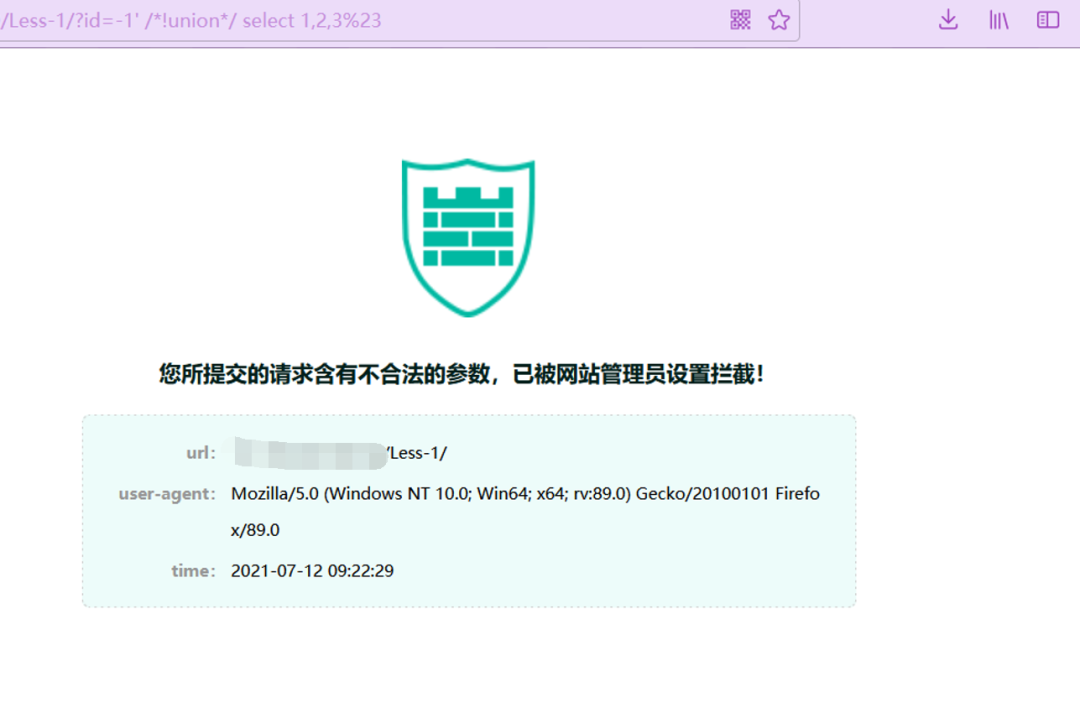 /Less-1/?id=-1' /*!union*/ select 1,2,3%23
您所提交的请求含有不合法的参数，已被网站管理员设置拦截！
url： /Less-1/
user-agent： Mozilla/5.0 (Windows NT 10.0; Win64; x64; rv:89.0) Gecko/20100101 Firefo
x/89.0
time： 2021-07-12 09:22:29